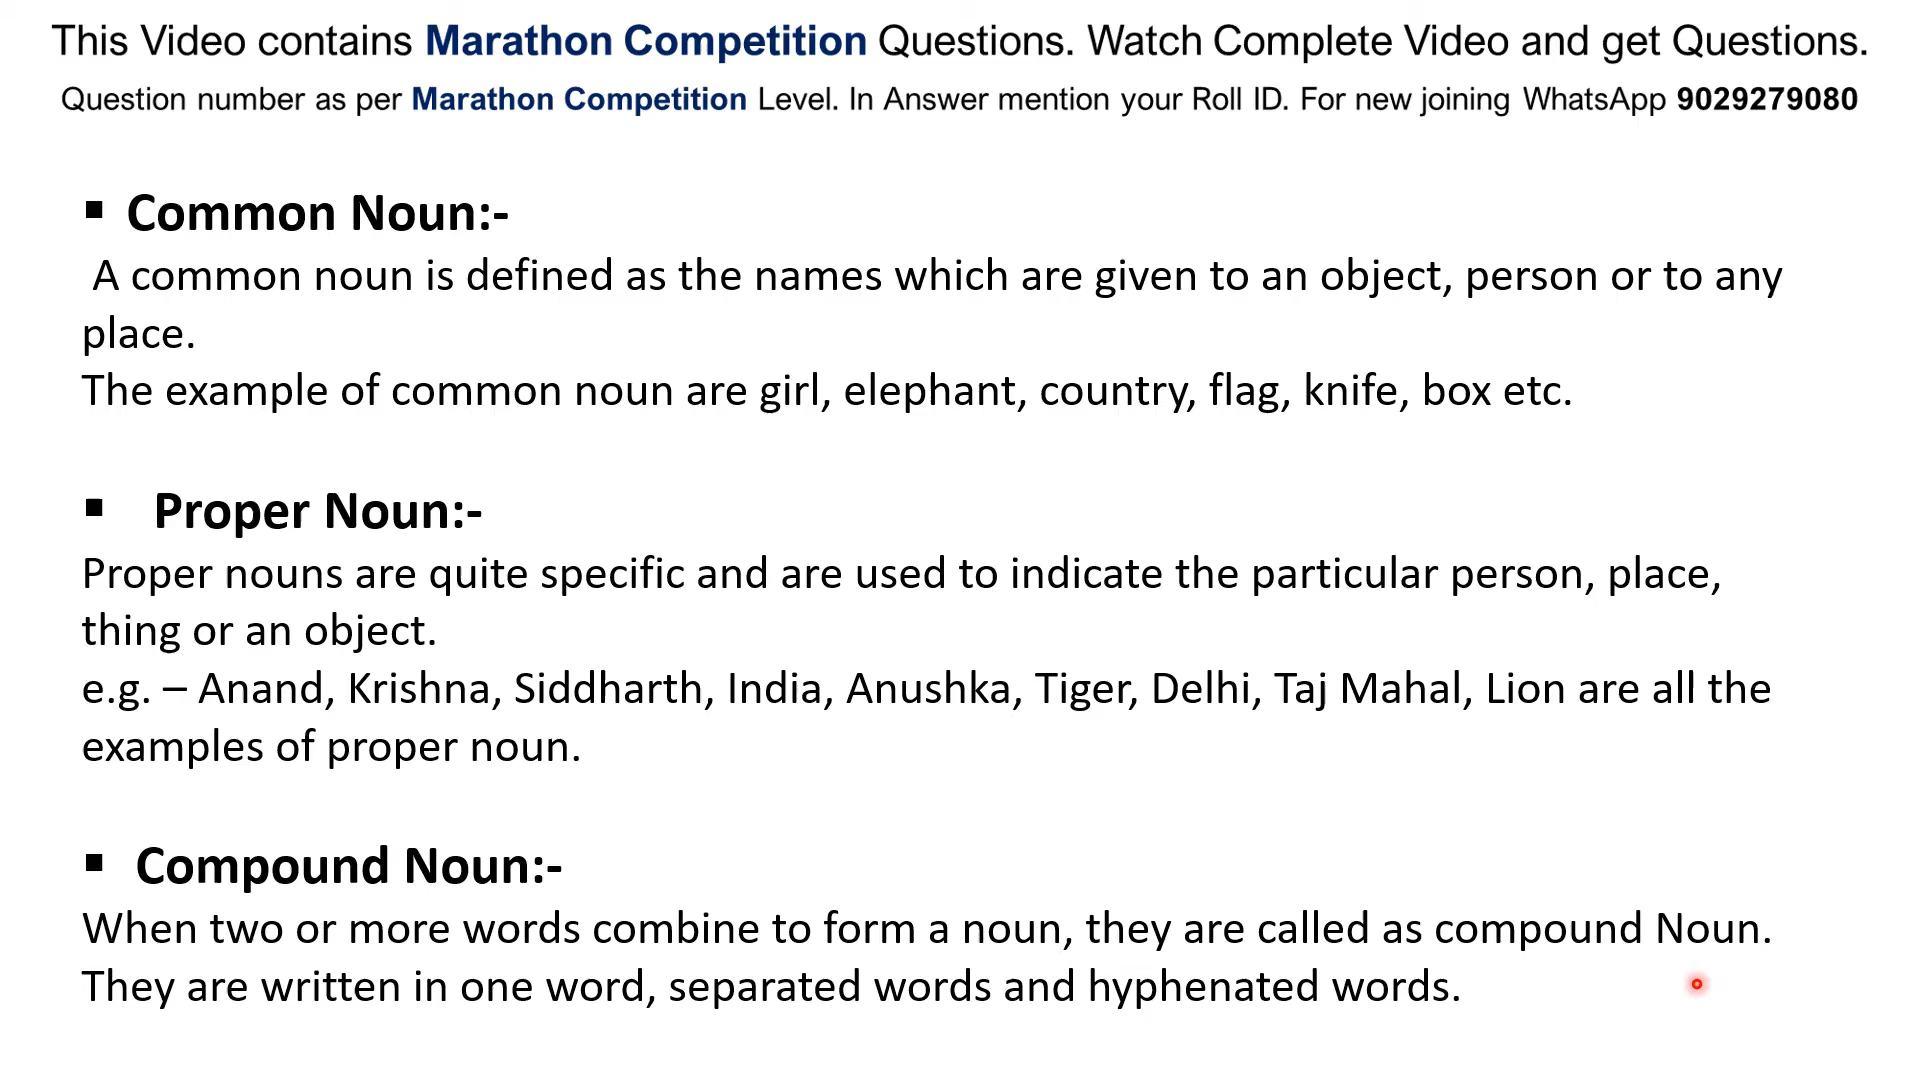 This Video contains Marathon Competition Questions. Watch Complete Video and get Questions.
Question number as per Marathon Competition Level. In Answer mention your Roll ID. For new joining WhatsApp 9029279080
▪ Common Noun:-
A common noun is defined as the names which are given to an object, person or to any
place.
The example of common noun are girl, elephant, country, flag, knife, box etc.
▪ Proper Noun:-
Proper nouns are quite specific and are used to indicate the particular person, place,
thing or an object.
e.g. – Anand, Krishna, Siddharth, India, Anushka, Tiger, Delhi, Taj Mahal, Lion are all the
examples of proper noun.
▪ Compound Noun:-
When two or more words combine to form a noun, they are called as compound Noun.
They are written in one word, separated words and hyphenated words.